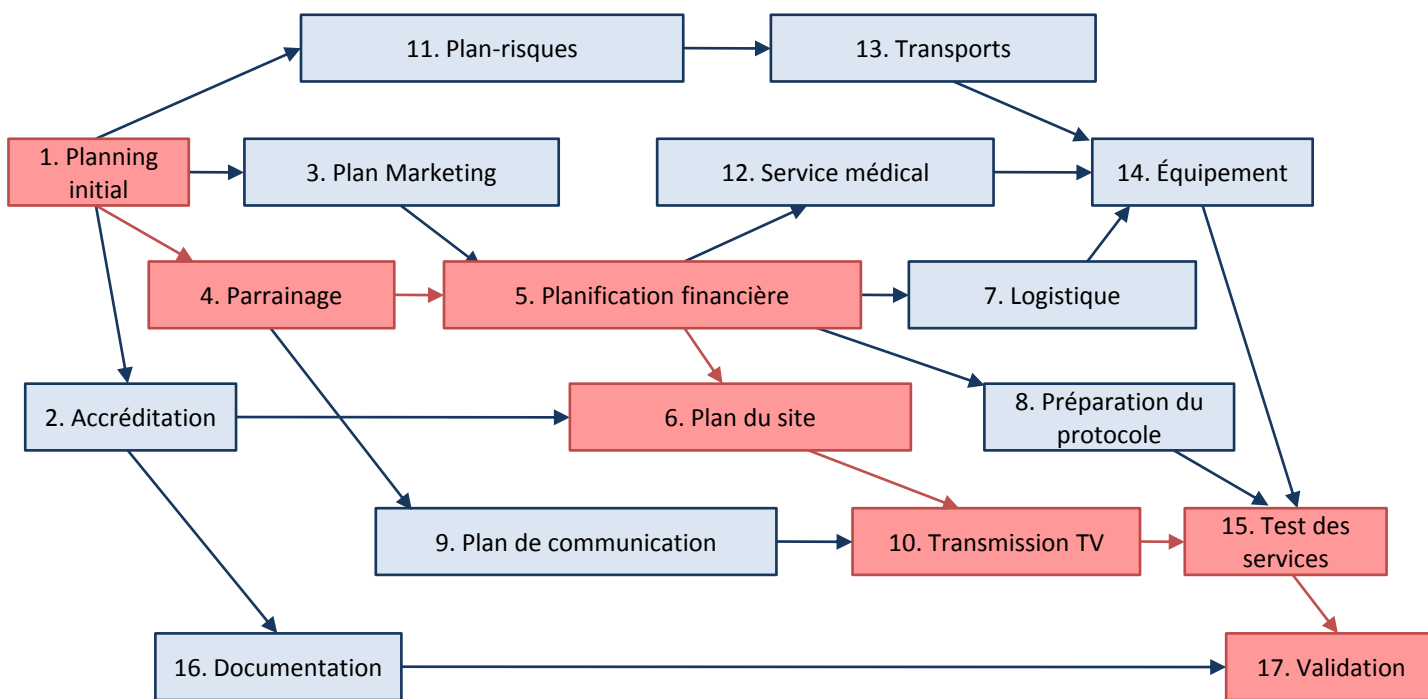 11. Plan-risques
13. Transports
1. Planning
initial
3. Plan Marketing
12. Service médical
14. Équipement
4. Parrainage
5. Planification financière
7. Logistique
2. Accréditation
6. Plan du site
8. Préparation du
protocole
9. Plan de communication
10. Transmission TV
15. Test des
services
16. Documentation
17. Validation